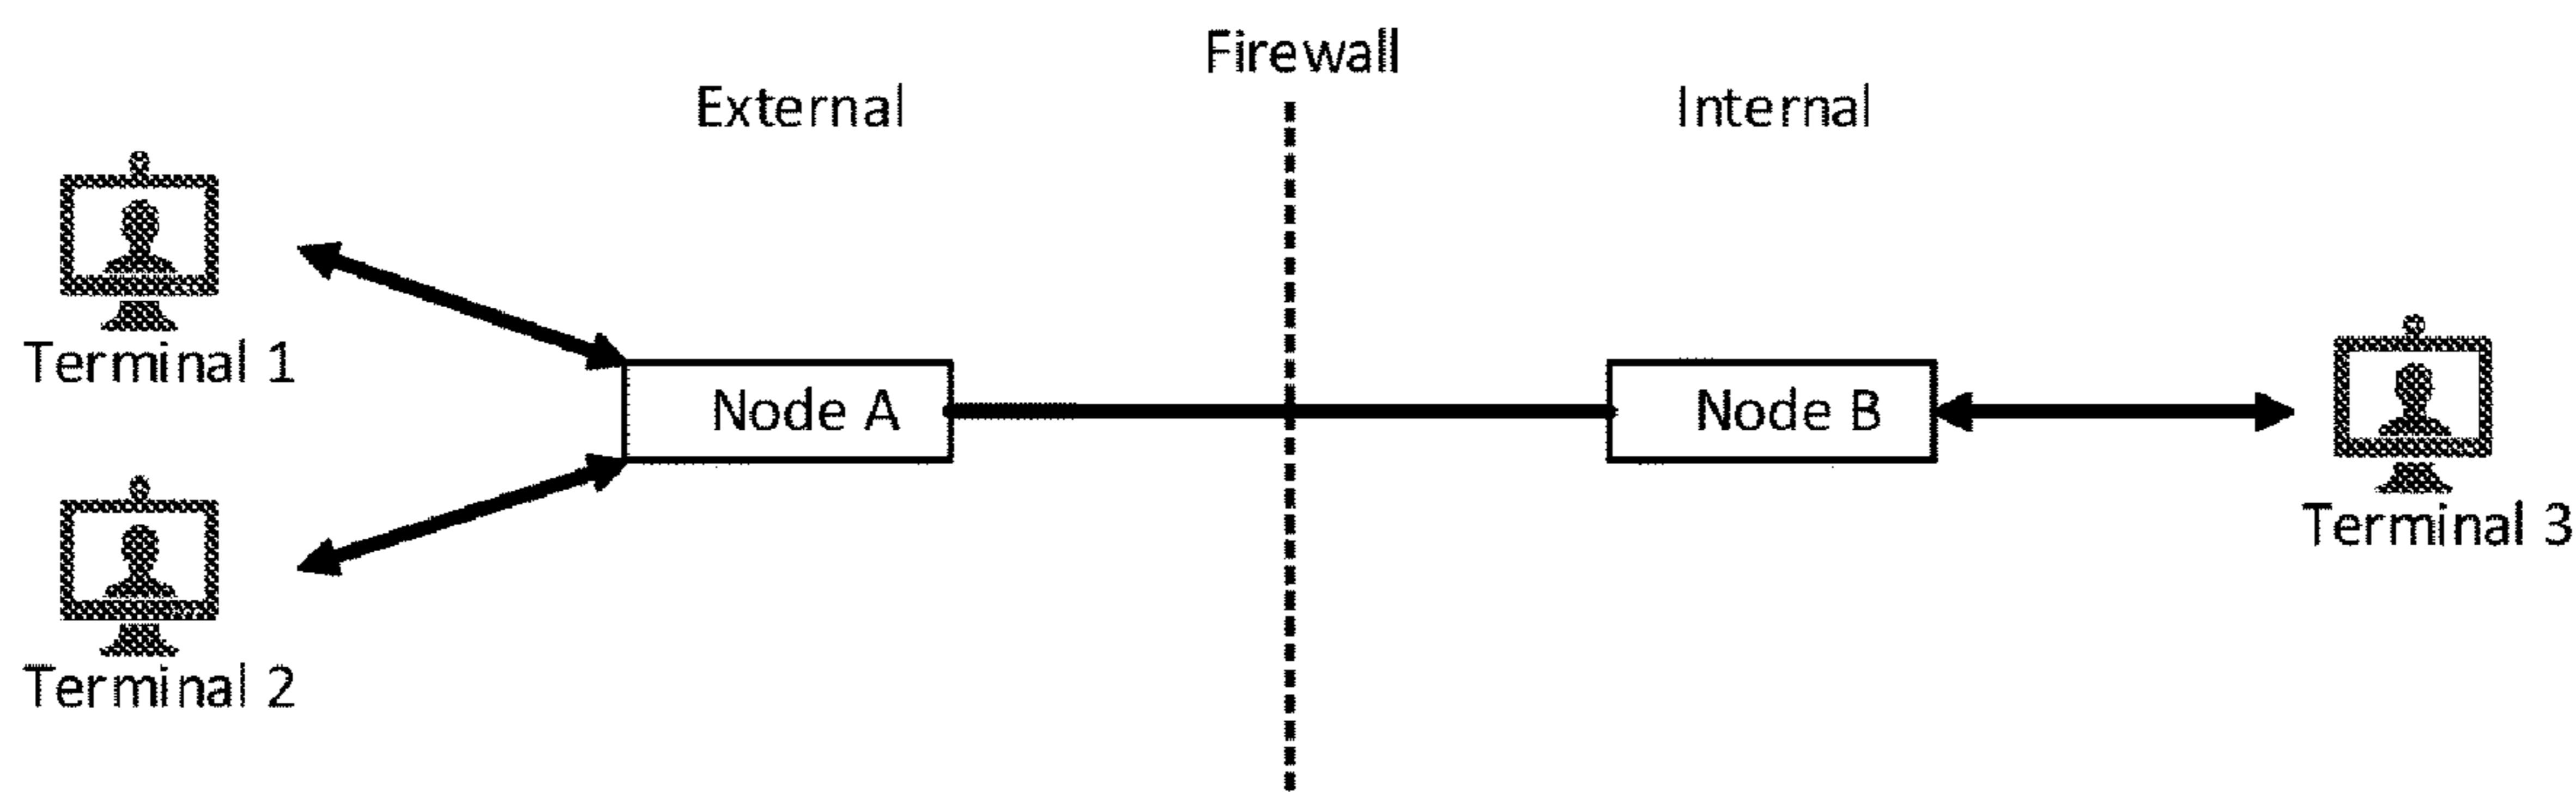 Firewall
External
Internal
Terminal 1
Node A
Node B
Terminal 3
Terminal 2